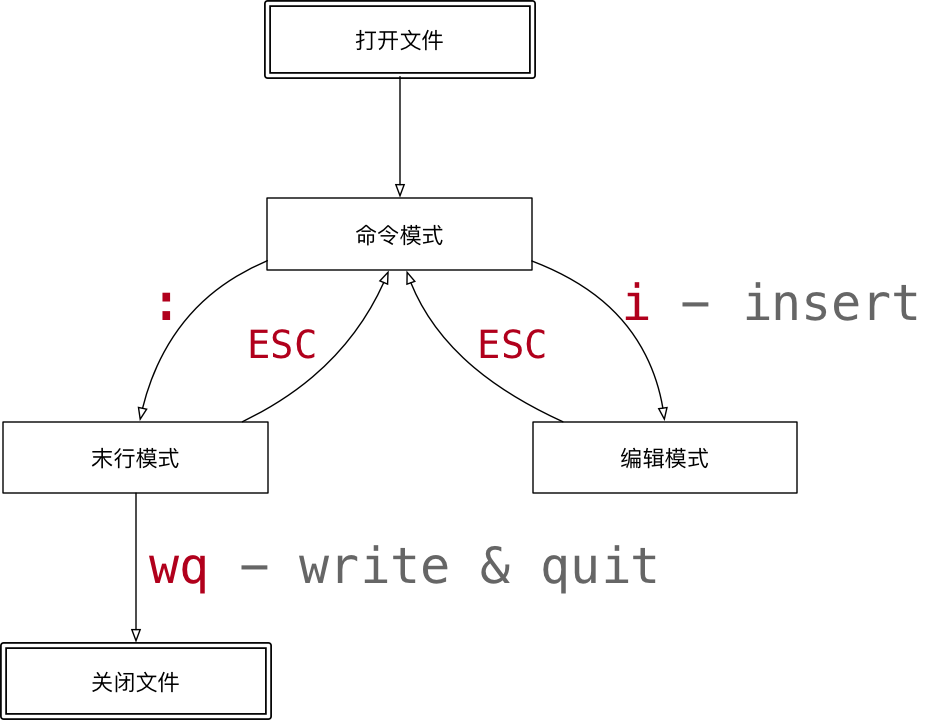 打开文件
命令模式
:
i - insert
ESC
ESC
末行模式
编辑模式
wq - write & quit
关闭文件